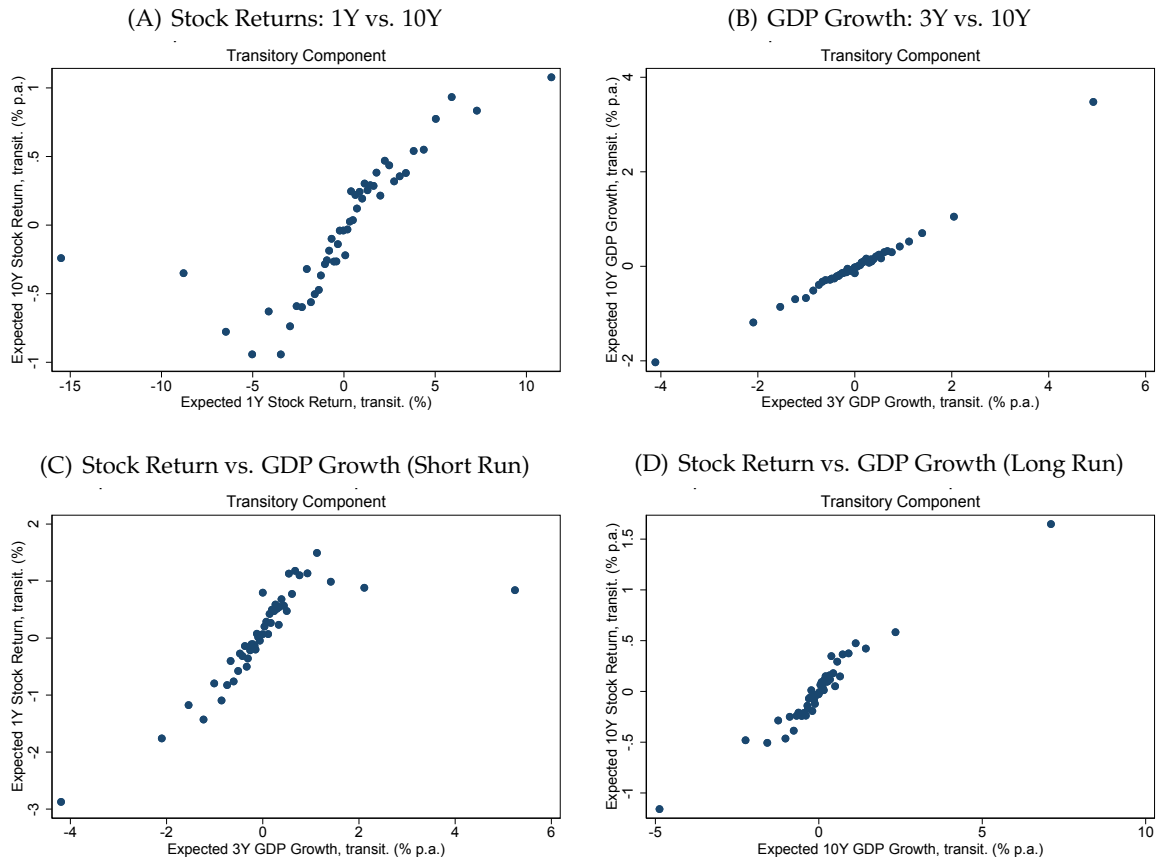 (A) Stock Returns: 1Y vs. 10Y
Transitory Component
Expected 10Y Stock Return, transit. (% p.a.)
1
.5
0
-.5
-1
-15 -10 -5 0 5 10
Expected 1Y Stock Return, transit. (%)
(B) GDP Growth: 3Y vs. 10Y
Transitory Component
Expected 10Y GDP Growth, transit. (% p.a.)
4
2
0
-2
-4 -2 0 2 4 6
Expected 3Y GDP Growth, transit. (% p.a.)
(C) Stock Return vs. GDP Growth (Short Run)
Transitory Component
Expected 1Y Stock Return, transit. (%)
2
1
0
-1
-2
-3
-4 -2 0 2 4 6
Expected 3Y GDP Growth, transit. (% p.a.)
(D) Stock Return vs. GDP Growth (Long Run)
Transitory Component
Expected 10Y Stock Return, transit. (% p.a.)
1.5
1
.5
0
-.5
-1
-5 0 5 10
Expected 10Y GDP Growth, transit. (% p.a.)